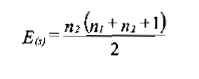 E(s) = n₂(n₁ + n₂ + 1) / 2